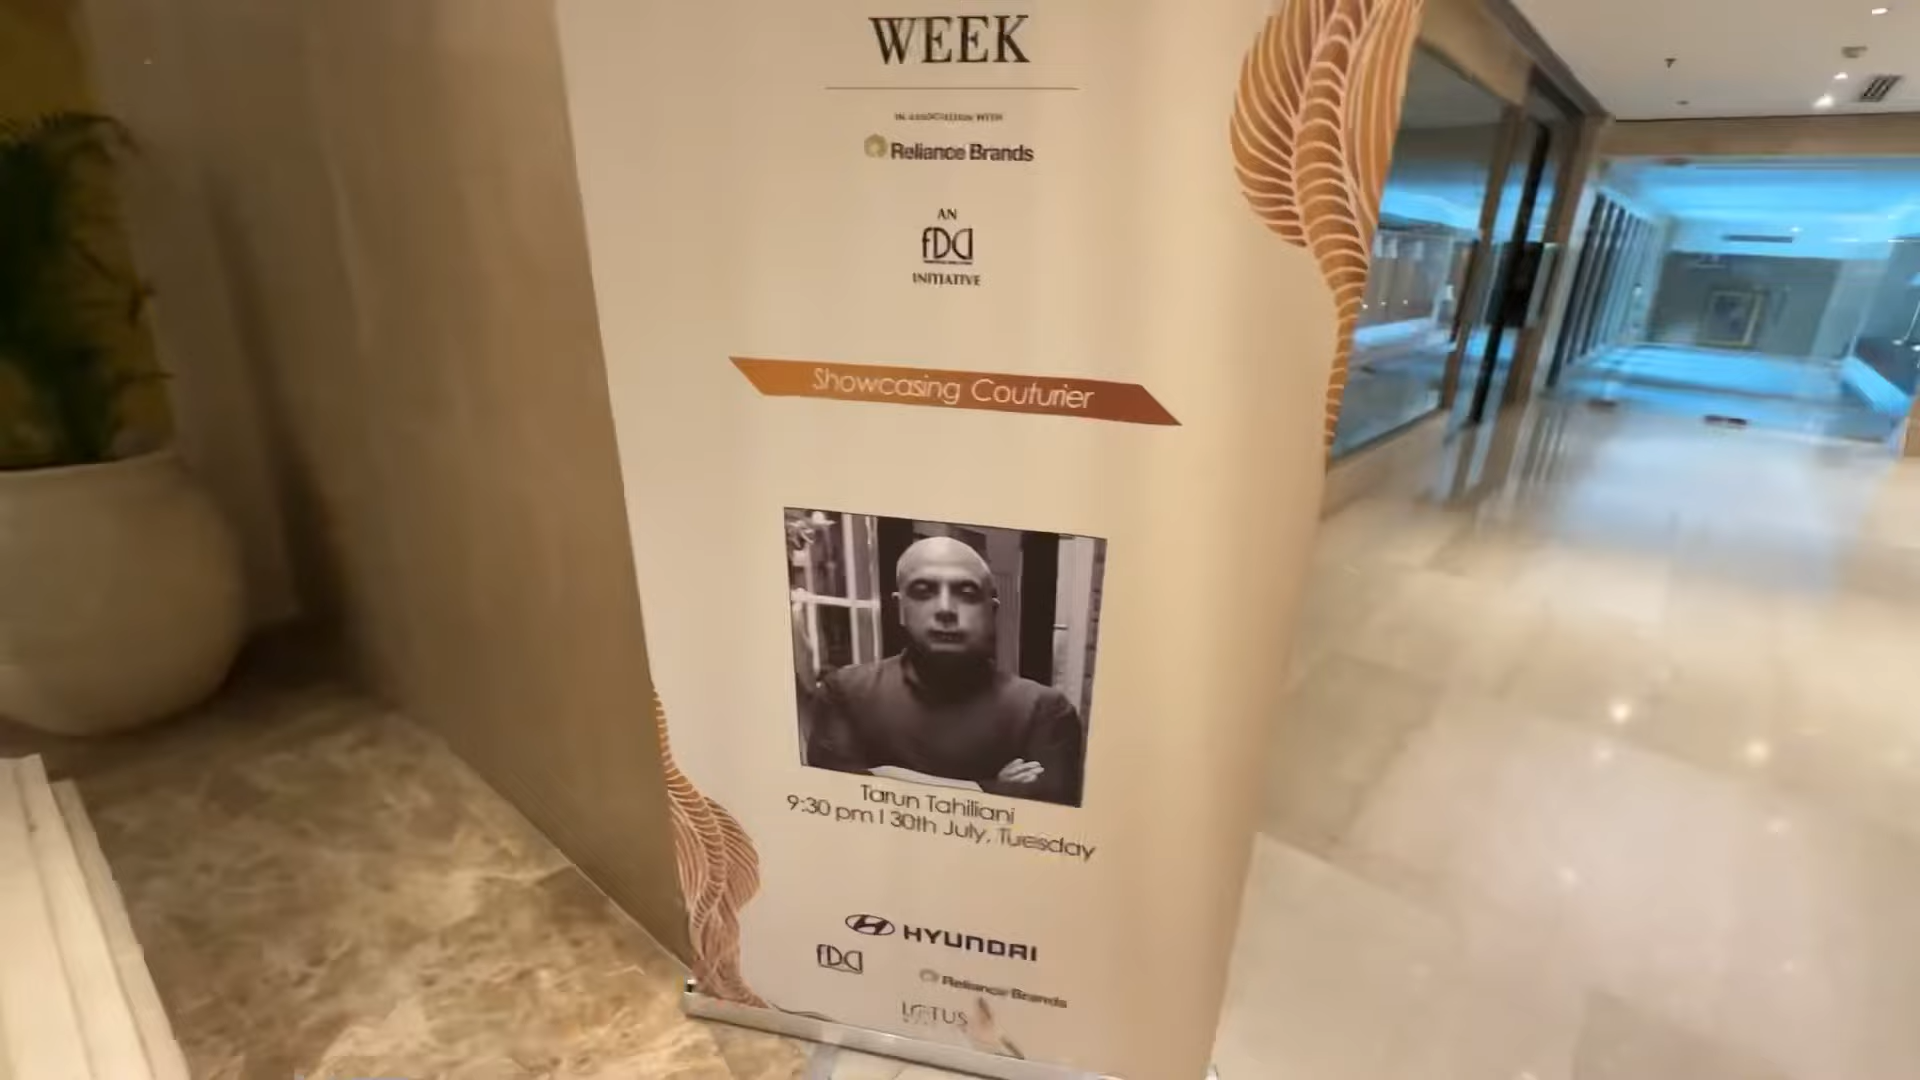 WEEK
IN ASSOCIATION WITH
Reliance Brands
AN
fDCI
INITIATIVE
Showcasing Couturier
Tarun Tahiliani
9:30 pm | 30th July, Tuesday
HYUNDAI
fDCI
Reliance Brands
LOTUS